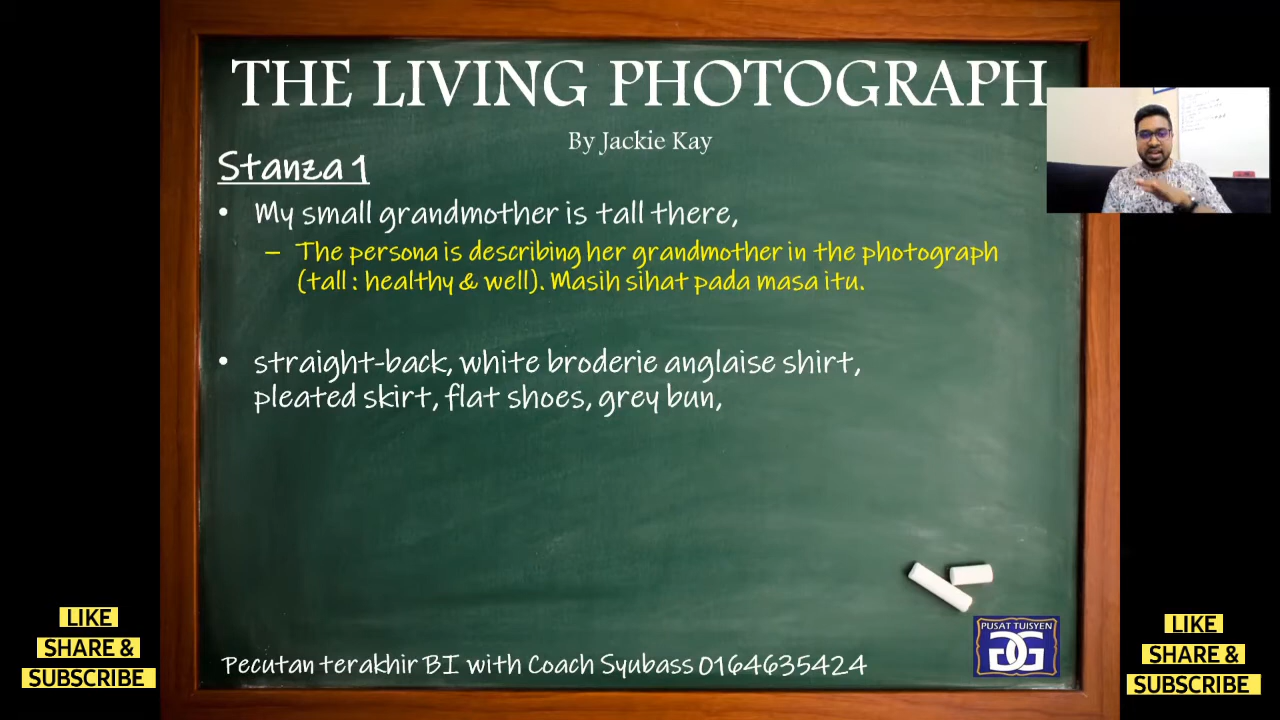 THE LIVING PHOTOGRAPH
By Jackie Kay
Stanza 1
• My small grandmother is tall there,
– The persona is describing her grandmother in the photograph
(tall : healthy & well). Masih sihat pada masa itu.
• straight-back, white broderie anglaise shirt,
pleated skirt, flat shoes, grey bun,
Pecutan terakhir BI with Coach Syubass 0164635424
PUSAT TUISYEN
GG
LIKE
SHARE &
SUBSCRIBE
LIKE
SHARE &
SUBSCRIBE